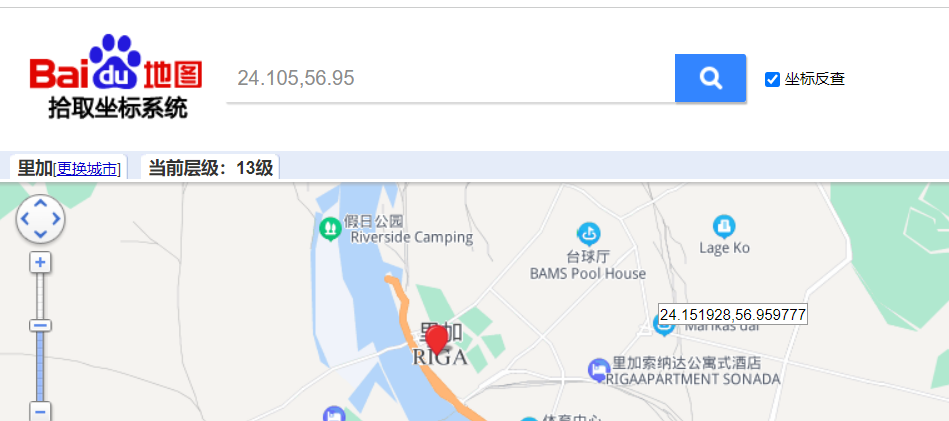 Bai du 地图
拾取坐标系统
24.105,56.95
坐标反查
里加[更换城市]
当前层级：13级
假日公园
Riverside Camping
台球厅
BAMS Pool House
Lage Ko
24.151928,56.959777
Marikas dar
里加
RIGA
里加索纳达公寓式酒店
RIGAAPARTMENT SONADA
体育中心